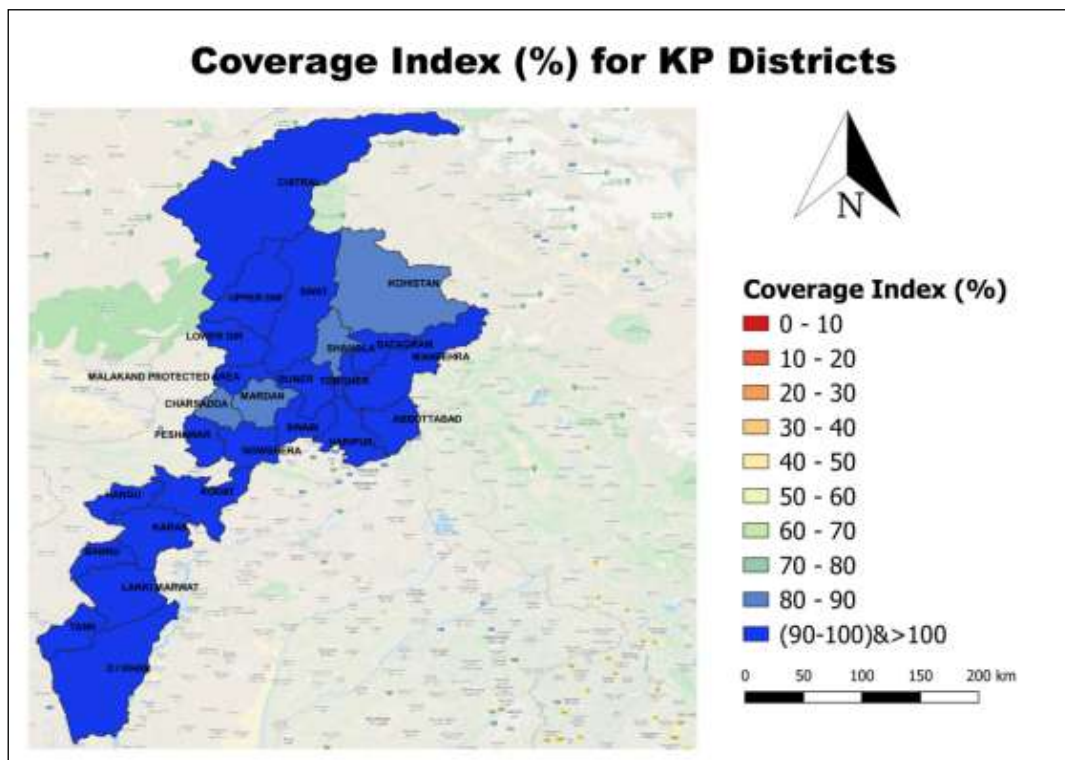 Coverage Index (%) for KP Districts
N
CHITRAL
KOHISTAN
UPPER DIR
SWAT
LOWER DIR
SHANGLA
BATAGRAM
MANSEHRA
MALAKAND PROTECTED AREA
BUNER
TORGHER
CHARSADDA
MARDAN
ABBOTTABAD
PESHAWAR
SWABI
HARIPUR
NOWSHERA
HANGU
KOHAT
KARAK
BANNU
LAKKI MARWAT
TANK
D.I KHAN
Coverage Index (%)
0 - 10
10 - 20
20 - 30
30 - 40
40 - 50
50 - 60
60 - 70
70 - 80
80 - 90
(90-100)&>100
0 50 100 150 200 km